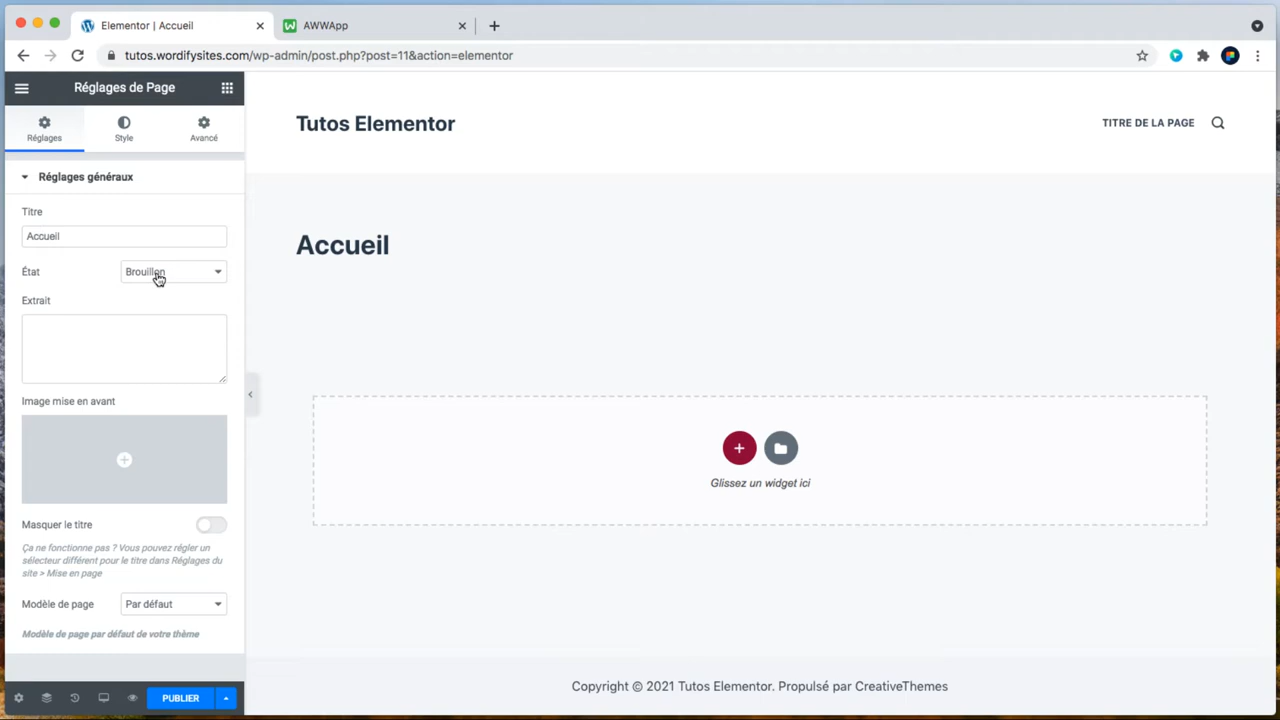 Elementor | Accueil
AWWApp
tutos.wordifysites.com/wp-admin/post.php?post=11&action=elementor
Réglages de Page
Réglages
Style
Avancé
Réglages généraux
Titre
Accueil
État
Brouillon
Extrait
Image mise en avant
Masquer le titre
Ça ne fonctionne pas ? Vous pouvez régler un
sélecteur différent pour le titre dans Réglages du
site > Mise en page
Modèle de page
Par défaut
Modèle de page par défaut de votre thème
PUBLIER
Tutos Elementor
TITRE DE LA PAGE
Accueil
Glissez un widget ici
Copyright © 2021 Tutos Elementor. Propulsé par CreativeThemes